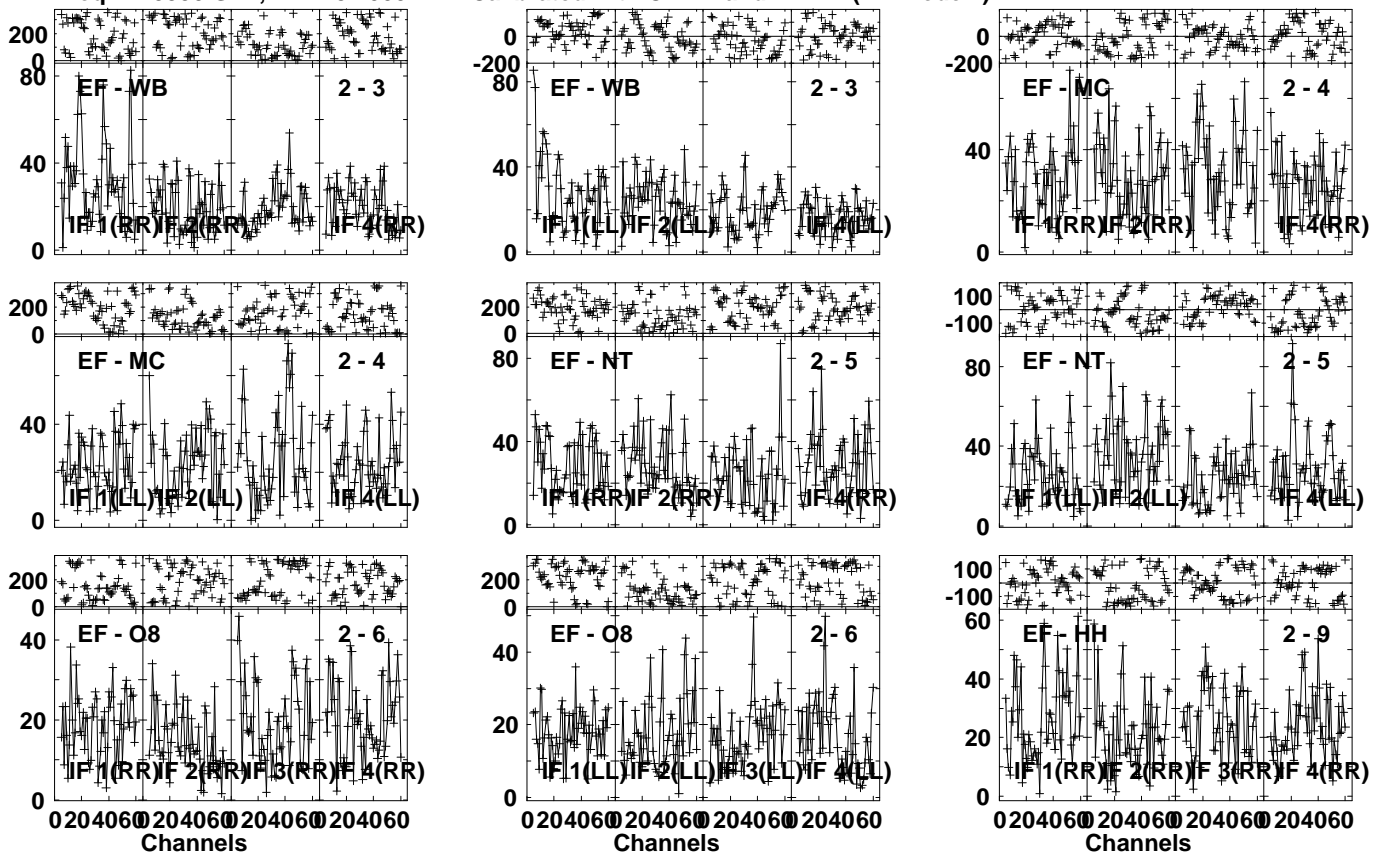 200
0
0
-200
0
-200
80
40
0
EF - WB
2 - 3
IF 1(RR)
IF 2(RR)
IF 4(RR)
80
40
0
EF - WB
2 - 3
IF 1(LL)
IF 2(LL)
IF 4(LL)
40
0
EF - MC
2 - 4
IF 1(RR)
IF 2(RR)
IF 4(RR)
200
0
200
0
100
-100
40
0
EF - MC
2 - 4
IF 1(LL)
IF 2(LL)
IF 4(LL)
80
40
0
EF - NT
2 - 5
IF 1(RR)
IF 2(RR)
IF 4(RR)
80
40
0
EF - NT
2 - 5
IF 1(LL)
IF 2(LL)
IF 4(LL)
200
0
200
0
100
-100
40
20
0
EF - O8
2 - 6
IF 1(RR)
IF 2(RR)
IF 3(RR)
IF 4(RR)
40
20
0
EF - O8
2 - 6
IF 1(LL)
IF 2(LL)
IF 3(LL)
IF 4(LL)
60
40
20
0
EF - HH
2 - 9
IF 1(RR)
IF 2(RR)
IF 3(RR)
IF 4(RR)
0 20 40 60 0 20 40 60 0 20 40 60 0 20 40 60
0 20 40 60 0 20 40 60 0 20 40 60 0 20 40 60
0 20 40 60 0 20 40 60 0 20 40 60 0 20 40 60
Channels
Channels
Channels